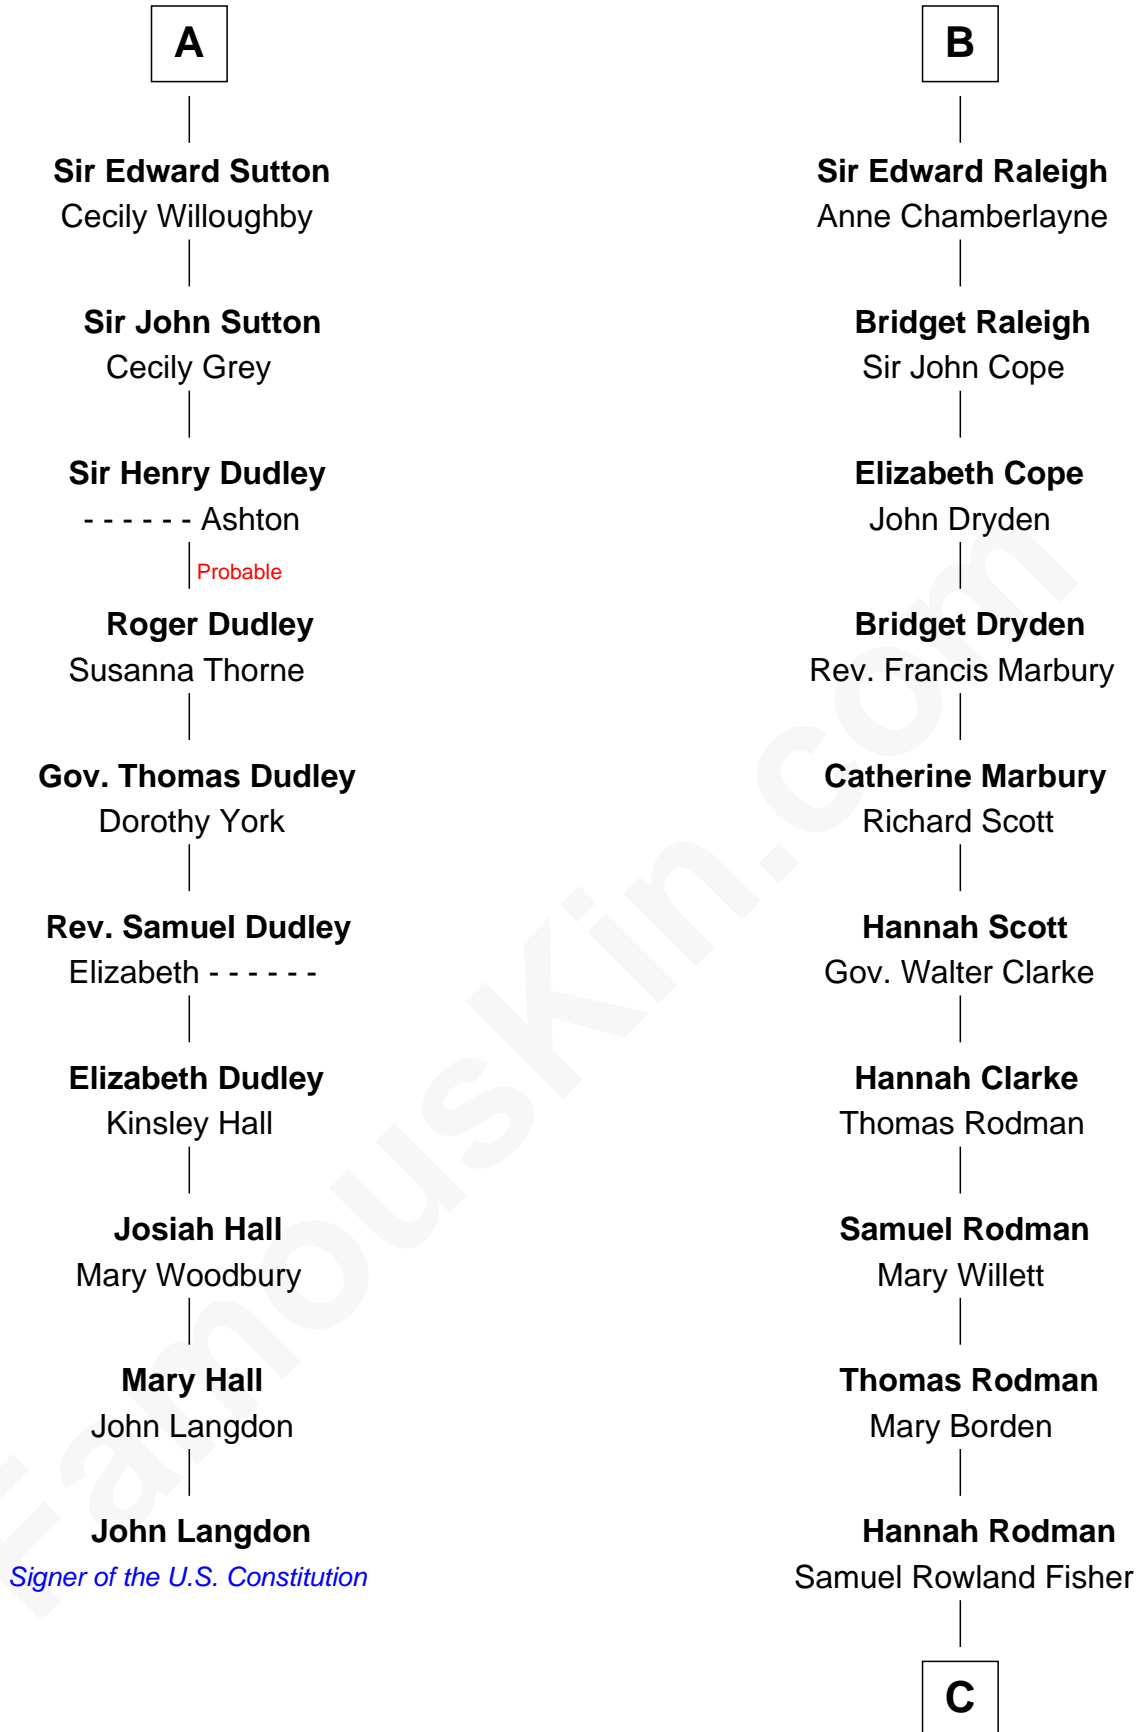 A
Sir Edward Sutton
Cecily Willoughby
Sir John Sutton
Cecily Grey
Sir Henry Dudley
- - - - - - Ashton
Probable
Roger Dudley
Susanna Thorne
Gov. Thomas Dudley
Dorothy York
Rev. Samuel Dudley
Elizabeth - - - - - -
Elizabeth Dudley
Kinsley Hall
Josiah Hall
Mary Woodbury
Mary Hall
John Langdon
John Langdon
Signer of the U.S. Constitution
B
Sir Edward Raleigh
Anne Chamberlayne
Bridget Raleigh
Sir John Cope
Elizabeth Cope
John Dryden
Bridget Dryden
Rev. Francis Marbury
Catherine Marbury
Richard Scott
Hannah Scott
Gov. Walter Clarke
Hannah Clarke
Thomas Rodman
Samuel Rodman
Mary Willett
Thomas Rodman
Mary Borden
Hannah Rodman
Samuel Rowland Fisher
C
FamousKin.com